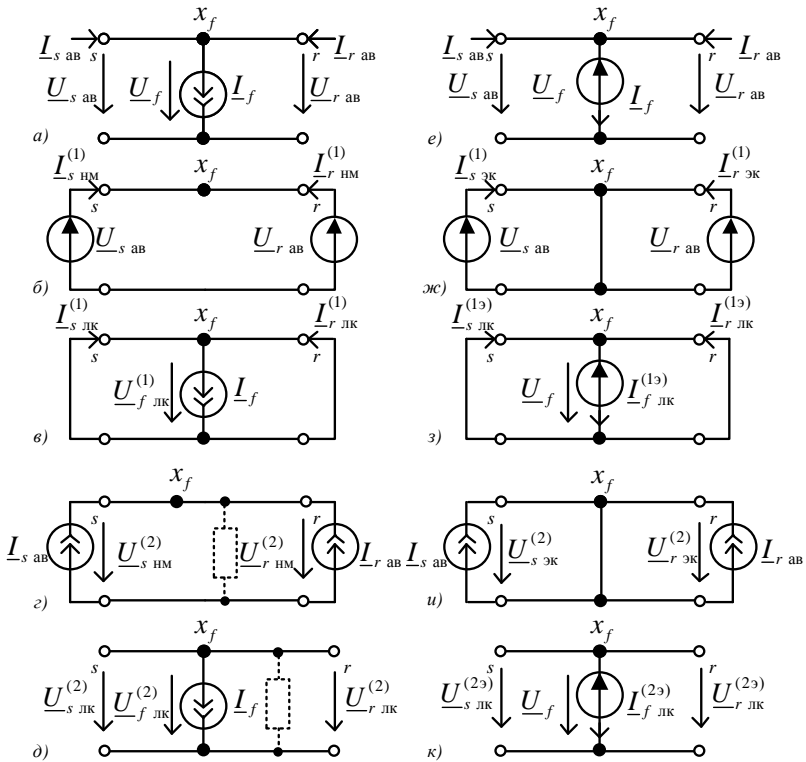 x_f x_f
I_s ав s I_f r I_r ав I_s ав s I_f r I_r ав
U_s ав U_f U_r ав U_s ав U_f U_r ав
а) е)
I_s нм^(1) x_f I_r нм^(1) I_s эк^(1) x_f I_r эк^(1)
s r s r
U_s ав U_r ав U_s ав U_r ав
б) ж)
I_s лк^(1) x_f I_r лк^(1) I_s лк^(1э) x_f I_r лк^(1э)
s r s r
U_f лк^(1) I_f U_f I_f лк^(1э)
в) з)
x_f x_f
s r s r
I_s ав U_s нм^(2) U_r нм^(2) I_r ав I_s ав U_s эк^(2) U_r эк^(2) I_r ав
г) и)
x_f x_f
s r s r
U_s лк^(2) U_f лк^(2) I_f U_r лк^(2) U_s лк^(2э) U_f I_f лк^(2э) U_r лк^(2э)
д) к)